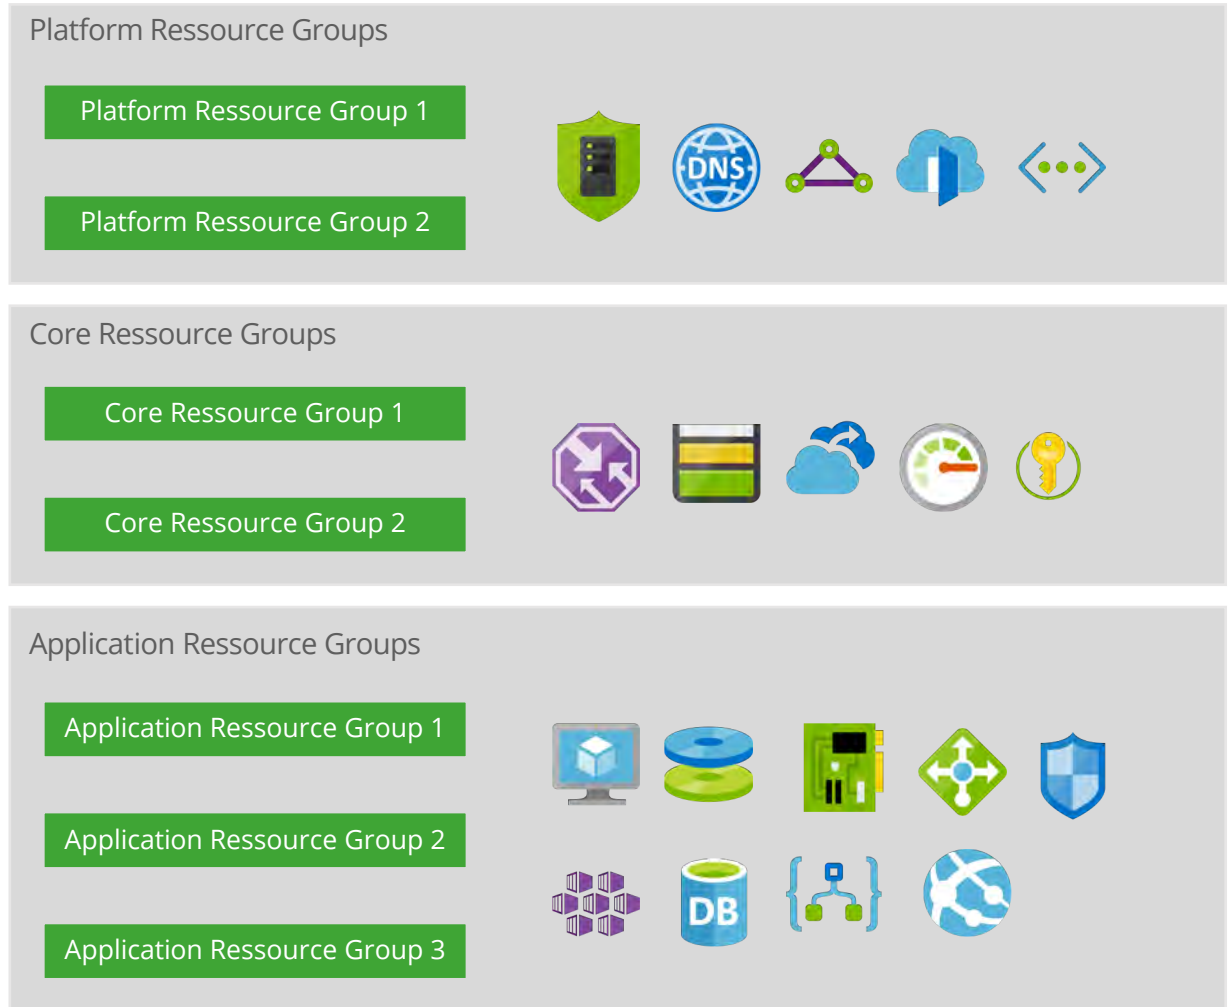 Platform Ressource Groups
Platform Ressource Group 1
Platform Ressource Group 2
DNS
Core Ressource Groups
Core Ressource Group 1
Core Ressource Group 2
Application Ressource Groups
Application Ressource Group 1
Application Ressource Group 2
Application Ressource Group 3
DB